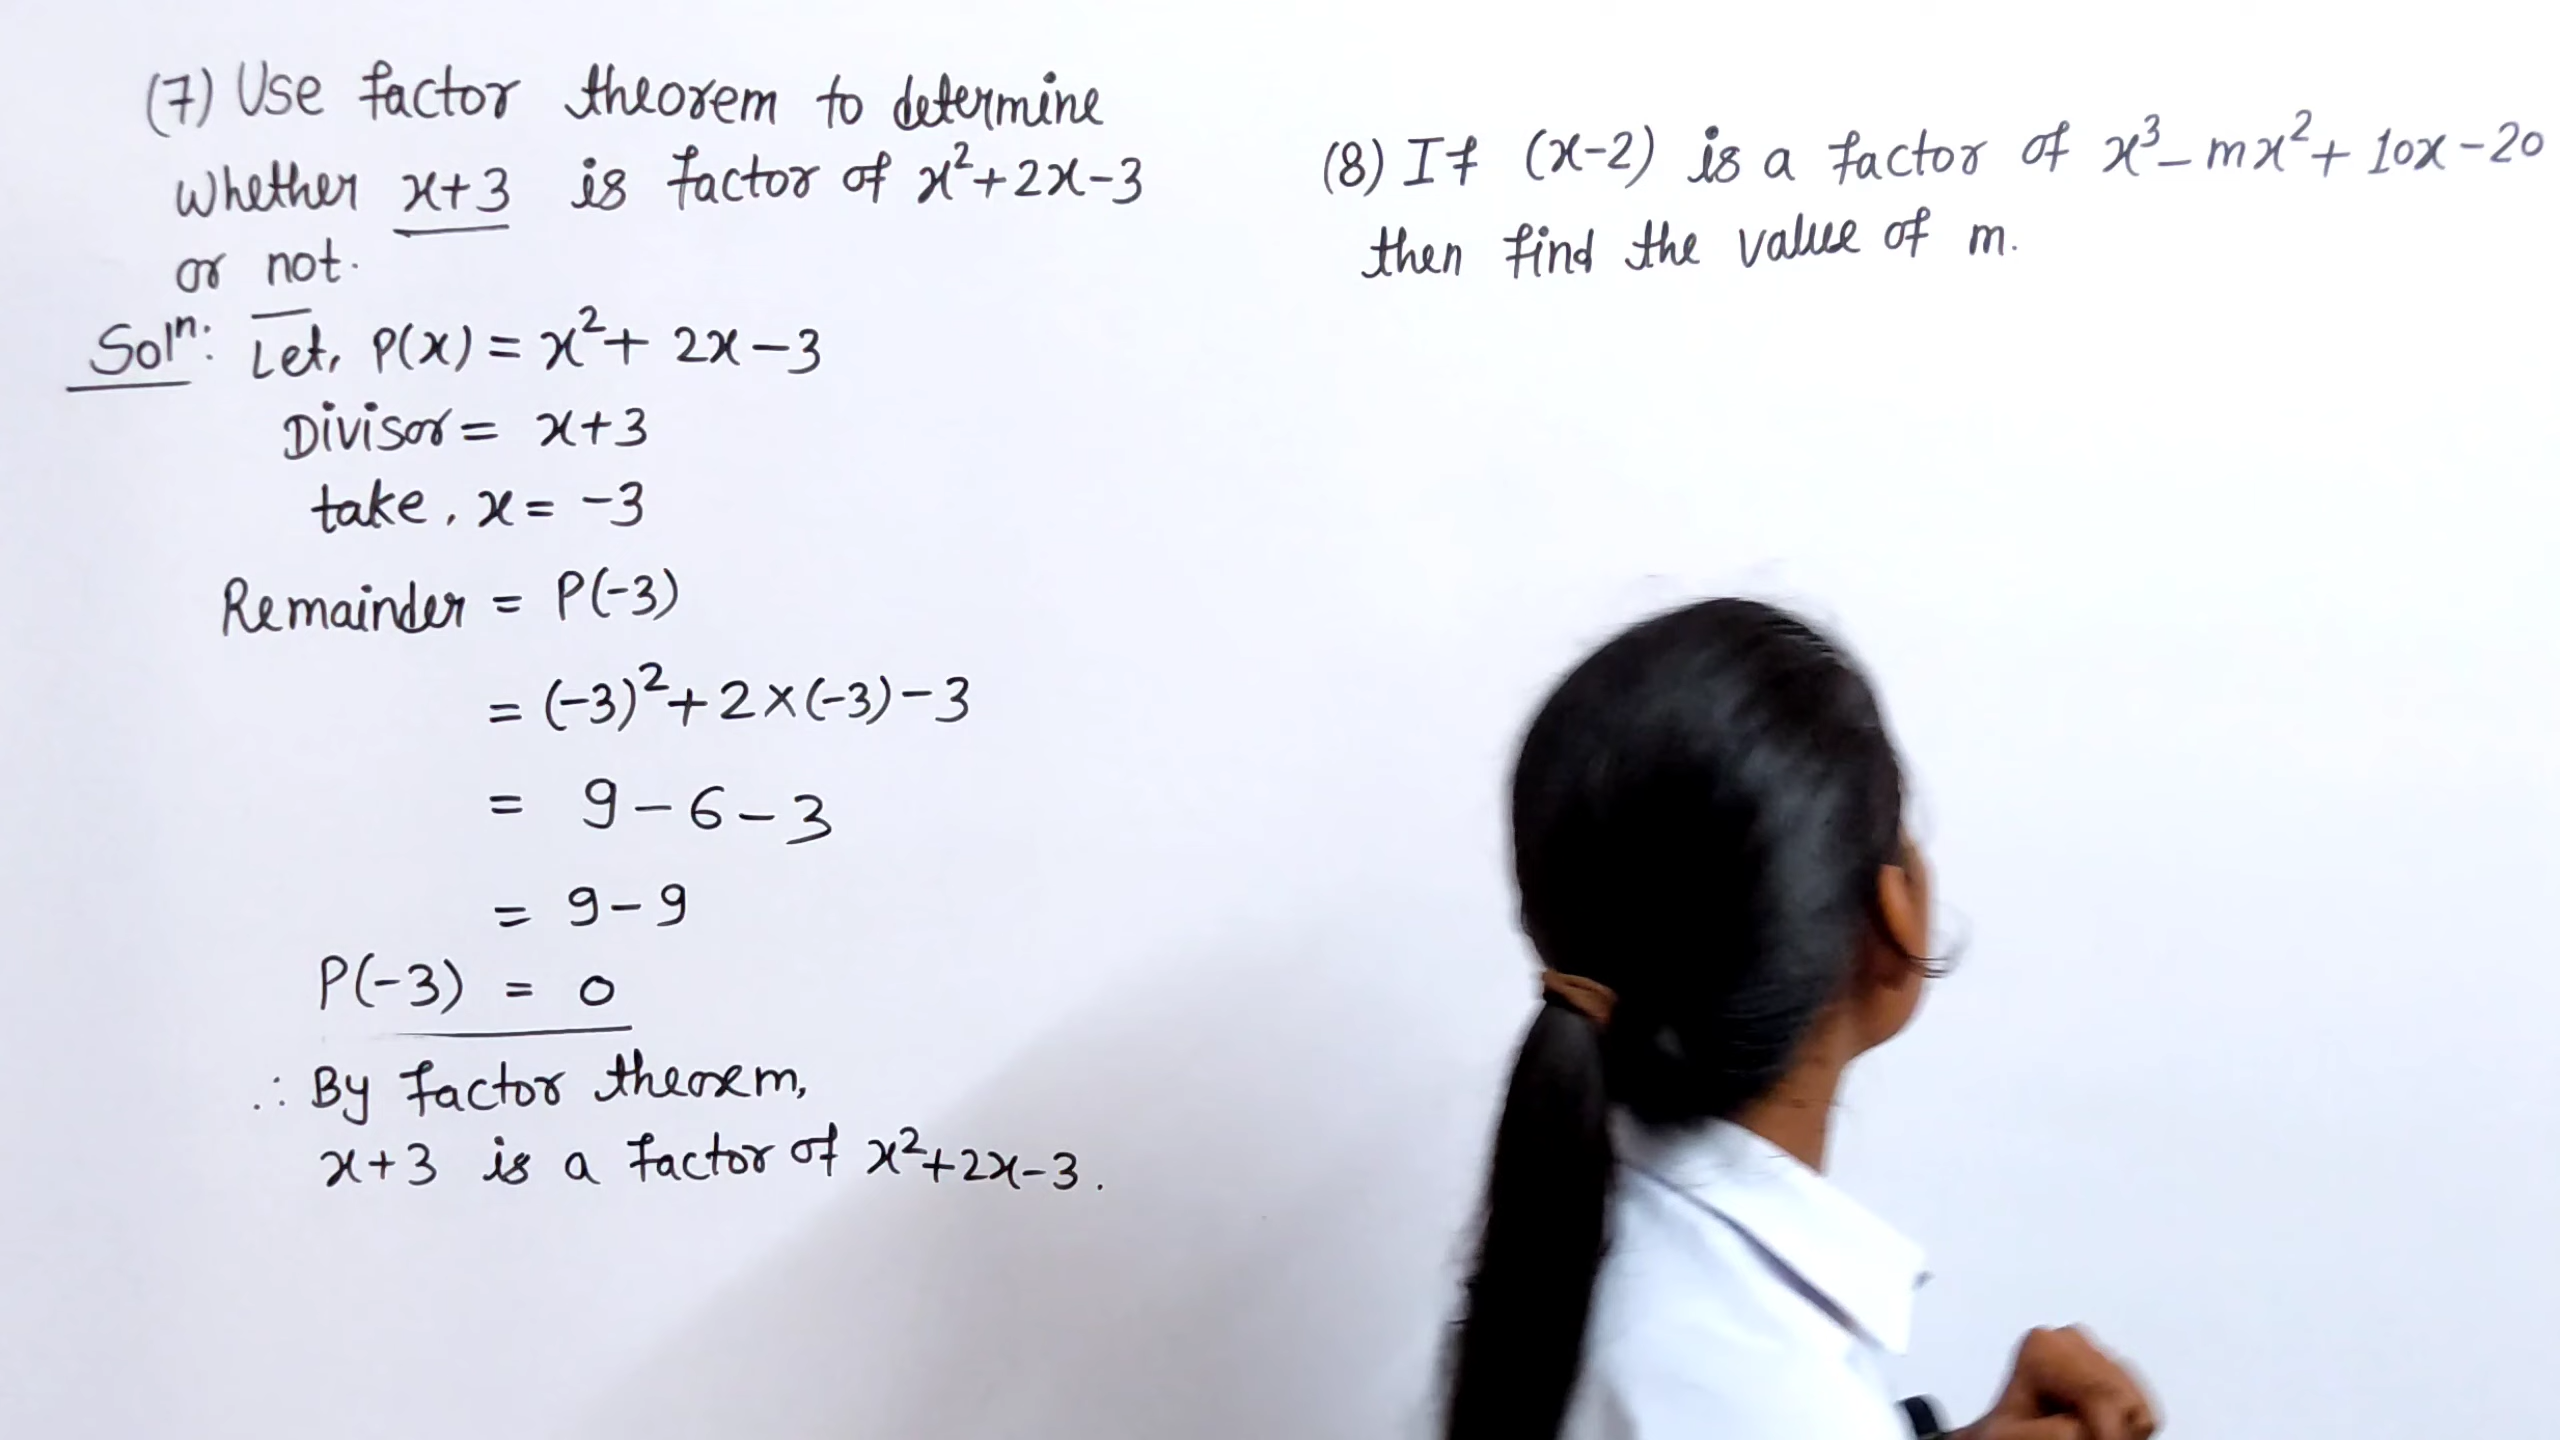 (7) Use factor theorem to determine
whether x+3 is factor of x²+2x-3
or not.
Solⁿ: Let, P(x) = x²+ 2x-3
Divisor = x+3
take, x = -3
Remainder = P(-3)
= (-3)²+2×(-3)-3
= 9-6-3
= 9-9
P(-3) = 0
∴ By factor theorem,
x+3 is a factor of x²+2x-3.
(8) If (x-2) is a factor of x³-mx²+10x-20
then find the value of m.